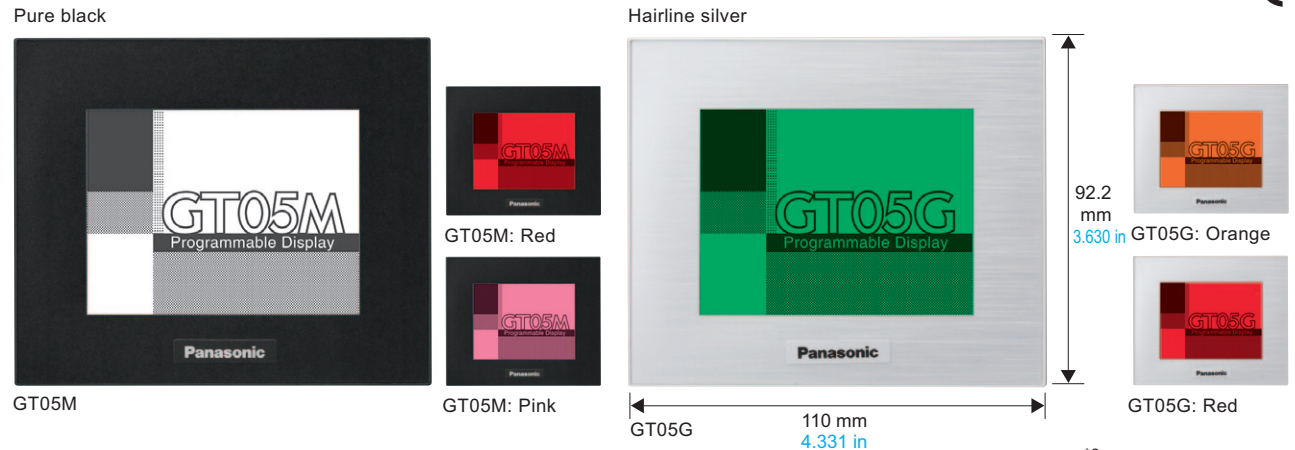 Pure black
Hairline silver
GT05M
Programmable Display
Panasonic
GT05M
GT05M
Programmable Display
Panasonic
GT05M: Red
GT05M
Programmable Display
Panasonic
GT05M: Pink
GT05G
Programmable Display
Panasonic
GT05G
110 mm
4.331 in
92.2
mm
3.630 in
GT05G
Programmable Display
Panasonic
GT05G: Orange
GT05G
Programmable Display
Panasonic
GT05G: Red